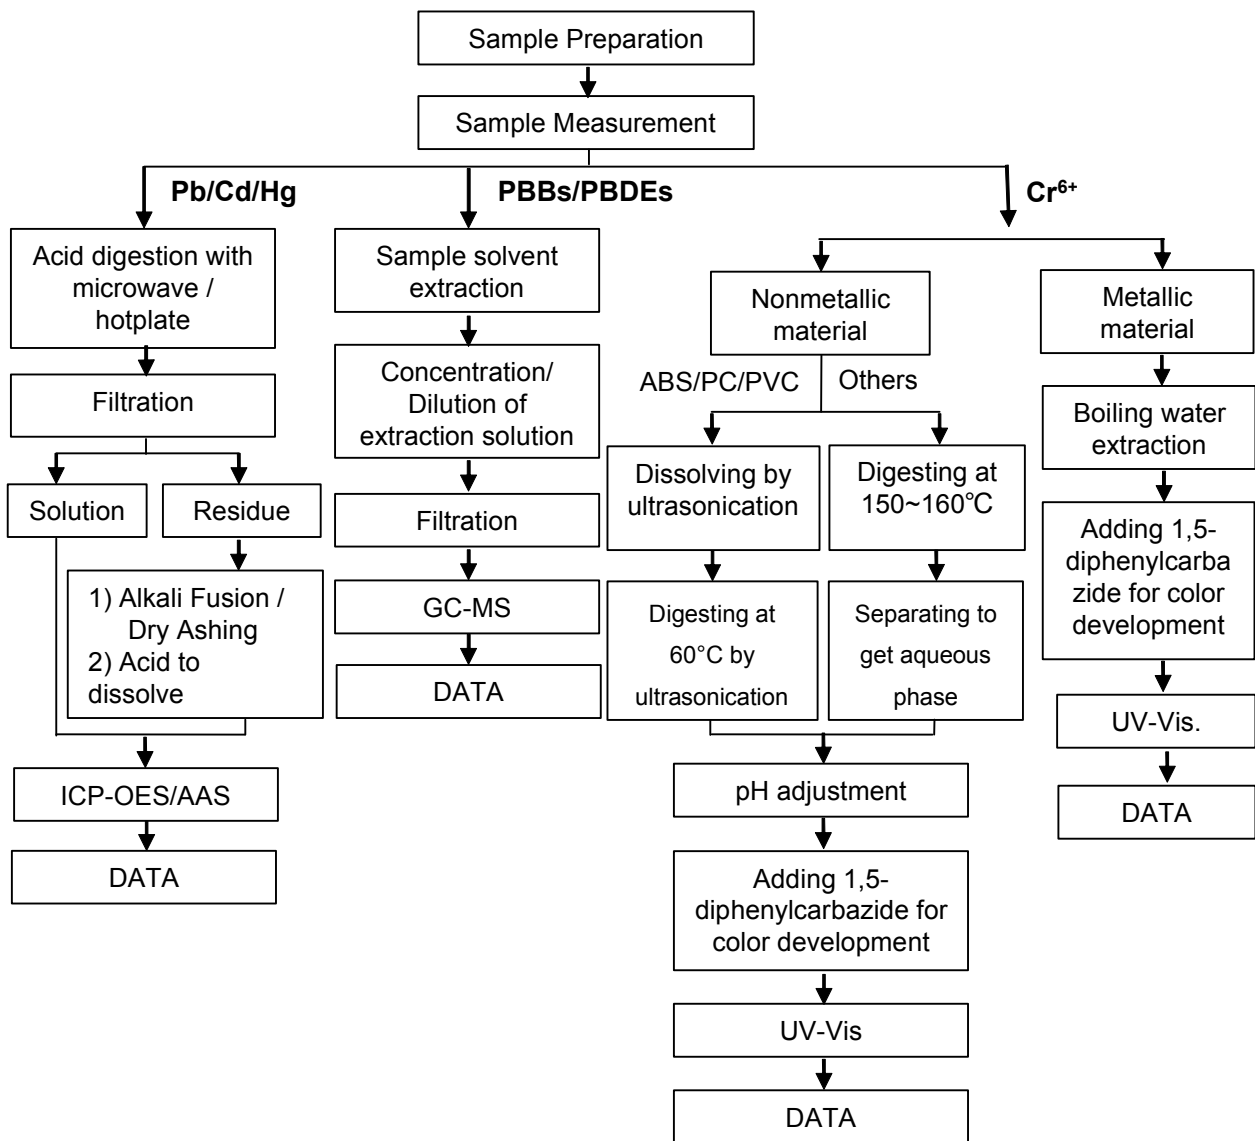 Sample Preparation
Sample Measurement
Pb/Cd/Hg
PBBs/PBDEs
Cr⁶⁺
Acid digestion with
microwave /
hotplate
Filtration
Solution
Residue
1) Alkali Fusion /
Dry Ashing
2) Acid to
dissolve
ICP-OES/AAS
DATA
Sample solvent
extraction
Concentration/
Dilution of
extraction solution
Filtration
GC-MS
DATA
Nonmetallic
material
ABS/PC/PVC
Others
Dissolving by
ultrasonication
Digesting at
60°C by
ultrasonication
Digesting at
150~160℃
Separating to
get aqueous
phase
pH adjustment
Adding 1,5-
diphenylcarbazide for
color development
UV-Vis
DATA
Metallic
material
Boiling water
extraction
Adding 1,5-
diphenylcarba
zide for color
development
UV-Vis.
DATA